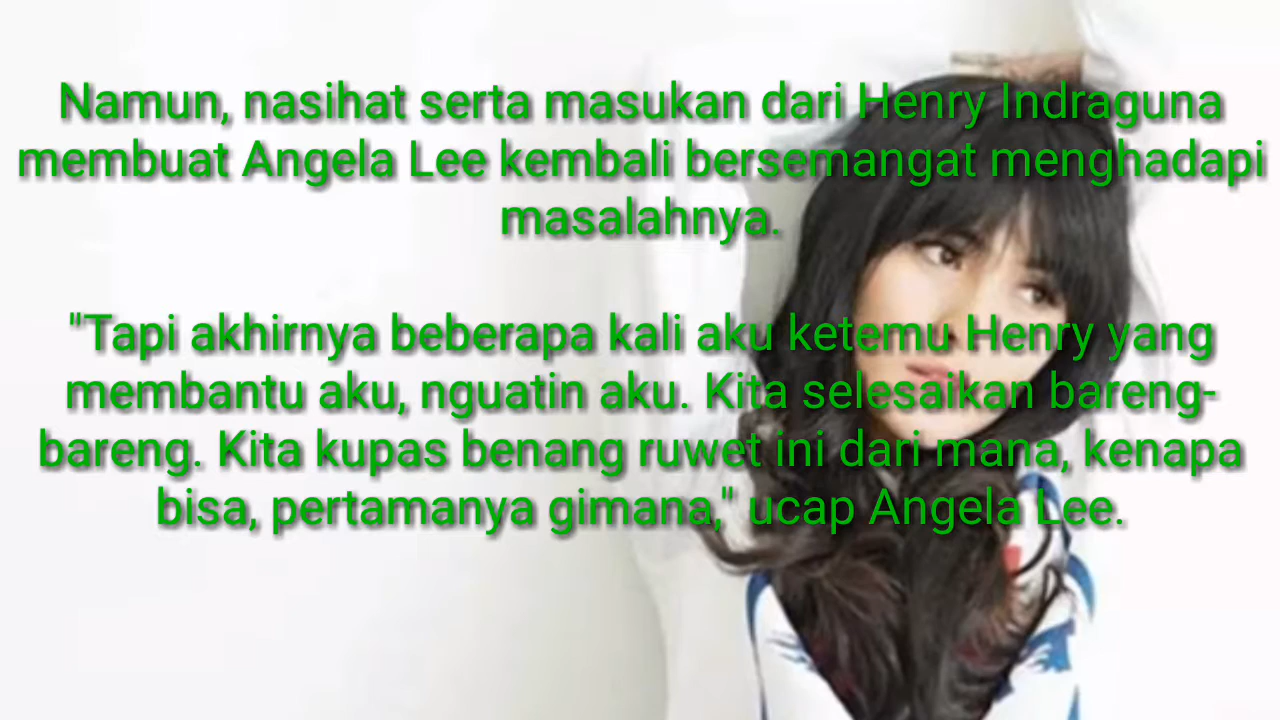 Namun, nasihat serta masukan dari Henry Indraguna
membuat Angela Lee kembali bersemangat menghadapi
masalahnya.
"Tapi akhirnya beberapa kali aku ketemu Henry yang
membantu aku, nguatin aku. Kita selesaikan bareng-
bareng. Kita kupas benang ruwet ini dari mana, kenapa
bisa, pertamanya gimana," ucap Angela Lee.